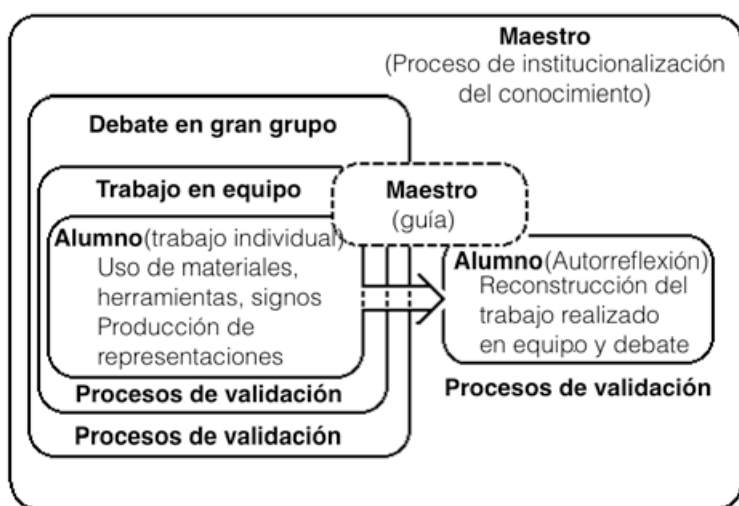 Maestro
(Proceso de institucionalización
del conocimiento)
Debate en gran grupo
Trabajo en equipo
Maestro
(guía)
Alumno(trabajo individual)
Uso de materiales,
herramientas, signos
Producción de
representaciones
Alumno(Autorreflexión)
Reconstrucción del
trabajo realizado
en equipo y debate
Procesos de validación
Procesos de validación
Procesos de validación